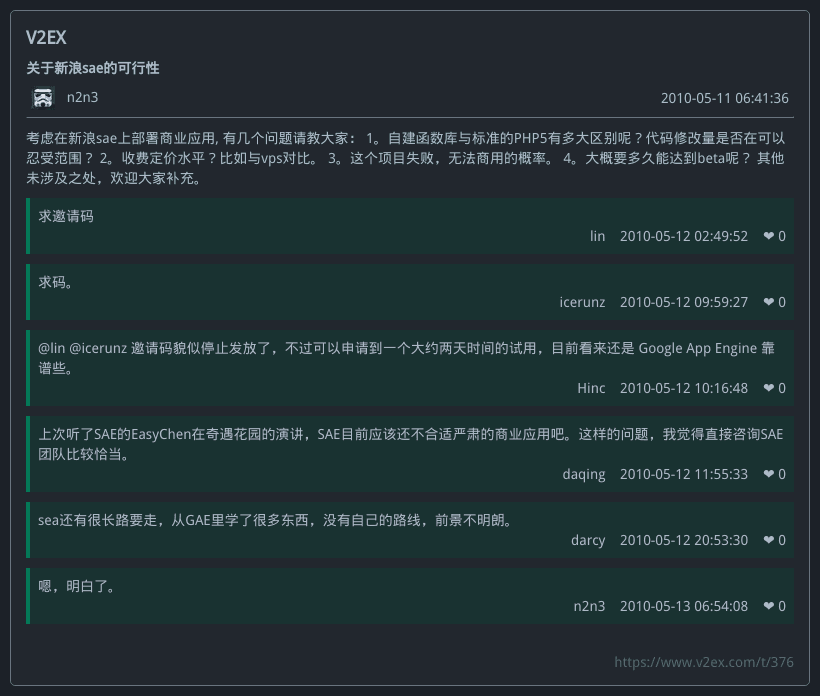 V2EX
关于新浪sae的可行性
n2n3
2010-05-11 06:41:36
考虑在新浪sae上部署商业应用, 有几个问题请教大家： 1。自建函数库与标准的PHP5有多大区别呢？代码修改量是否在可以
忍受范围？ 2。收费定价水平？比如与vps对比。 3。这个项目失败，无法商用的概率。 4。大概要多久能达到beta呢？ 其他
未涉及之处，欢迎大家补充。
求邀请码
lin 2010-05-12 02:49:52 ❤ 0
求码。
icerunz 2010-05-12 09:59:27 ❤ 0
@lin @icerunz 邀请码貌似停止发放了，不过可以申请到一个大约两天时间的试用，目前看来还是 Google App Engine 靠
谱些。
Hinc 2010-05-12 10:16:48 ❤ 0
上次听了SAE的EasyChen在奇遇花园的演讲，SAE目前应该还不合适严肃的商业应用吧。这样的问题，我觉得直接咨询SAE
团队比较恰当。
daqing 2010-05-12 11:55:33 ❤ 0
sea还有很长路要走，从GAE里学了很多东西，没有自己的路线，前景不明朗。
darcy 2010-05-12 20:53:30 ❤ 0
嗯，明白了。
n2n3 2010-05-13 06:54:08 ❤ 0
https://www.v2ex.com/t/376